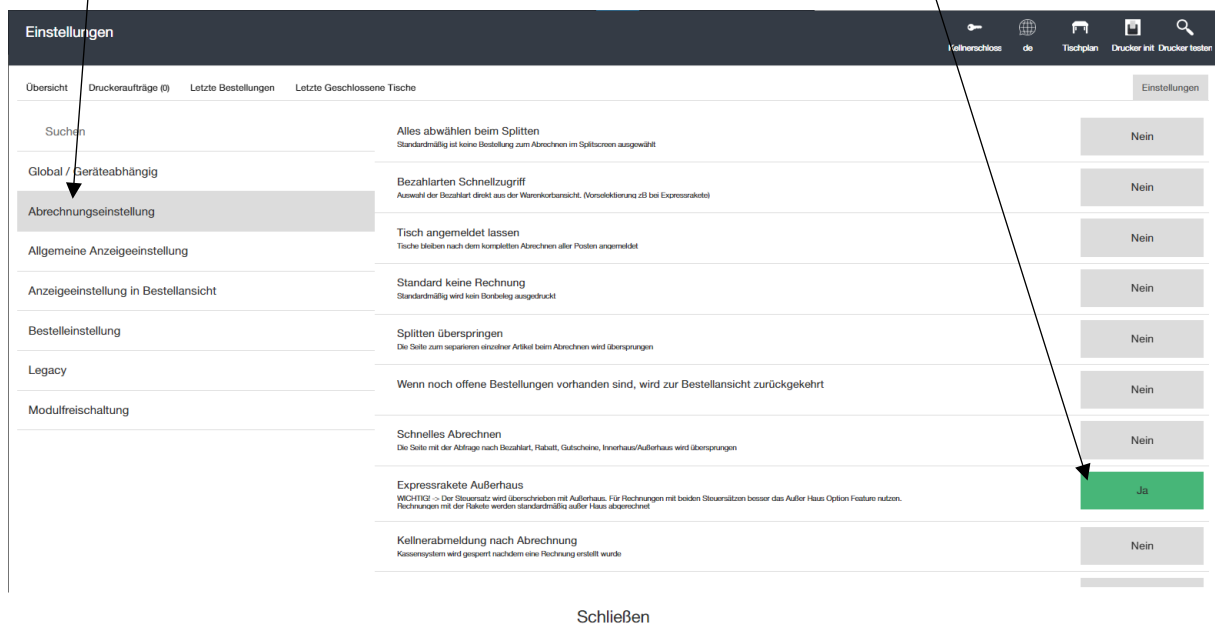 Einstellungen
Kellnerschloss
de
Tischplan
Drucker init
Drucker testen
Übersicht
Druckeraufträge (0)
Letzte Bestellungen
Letzte Geschlossene Tische
Einstellungen
Suchen
Global / Geräteabhängig
Abrechnungseinstellung
Allgemeine Anzeigeeinstellung
Anzeigeeinstellung in Bestellansicht
Bestelleinstellung
Legacy
Modulfreischaltung
Alles abwählen beim Splitten
Standardmäßig ist keine Bestellung zum Abrechnen im Splitscreen ausgewählt
Nein
Bezahlarten Schnellzugriff
Auswahl der Bezahlart direkt aus der Warenkorbansicht. (Vorselektierung zB bei Expressrakete)
Nein
Tisch angemeldet lassen
Tische bleiben nach dem kompletten Abrechnen aller Posten angemeldet
Nein
Standard keine Rechnung
Standardmäßig wird kein Bonbeleg ausgedruckt
Nein
Splitten überspringen
Die Seite zum separieren einzelner Artikel beim Abrechnen wird übersprungen
Nein
Wenn noch offene Bestellungen vorhanden sind, wird zur Bestellansicht zurückgekehrt
Nein
Schnelles Abrechnen
Die Seite mit der Abfrage nach Bezahlart, Rabatt, Gutscheine, Innerhaus/Außerhaus wird übersprungen
Nein
Expressrakete Außerhaus
WICHTIG! -> Der Steuersatz wird überschrieben mit Außerhaus. Für Rechnungen mit beiden Steuersätzen besser das Außer Haus Option Feature nutzen.
Rechnungen mit der Rakete werden standardmäßig außer Haus abgerechnet
Ja
Kellnerabmeldung nach Abrechnung
Kassensystem wird gesperrt nachdem eine Rechnung erstellt wurde
Nein
Schließen